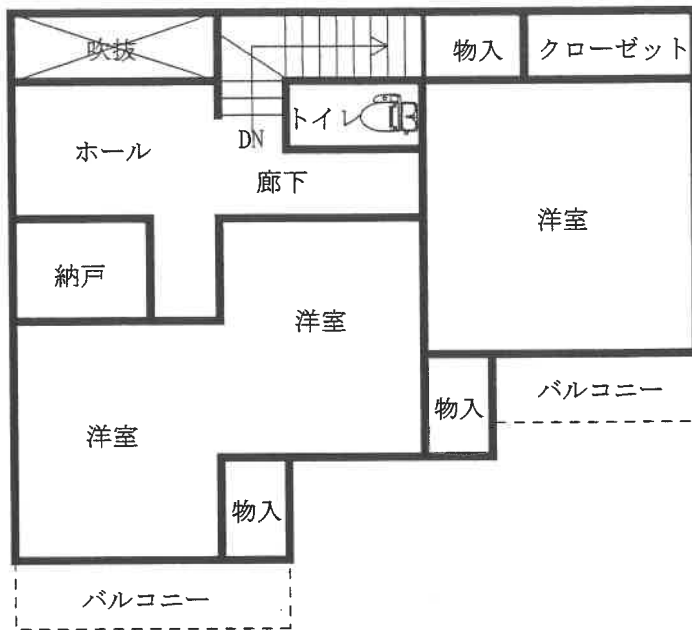 吹抜
物入
クローゼット
トイレ
DN
ホール
廊下
洋室
納戸
洋室
バルコニー
物入
洋室
物入
バルコニー